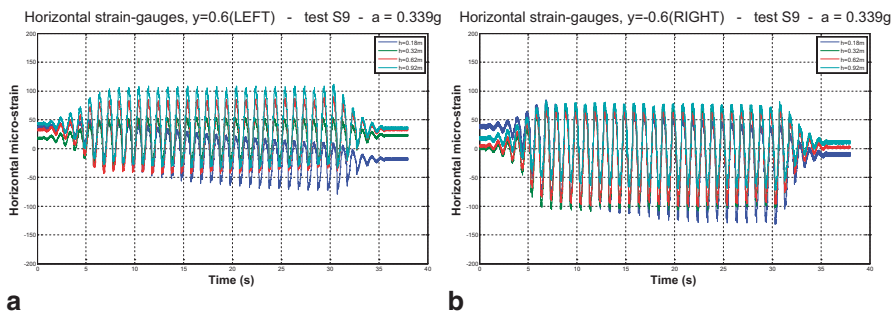 Horizontal strain-gauges, y=0.6(LEFT) - test S9 - a = 0.339g
200
150
100
50
0
-50
-100
-150
-200
Horizontal micro-strain
h=0.18m
h=0.32m
h=0.62m
h=0.92m
0 5 10 15 20 25 30 35 40
Time (s)
a
Horizontal strain-gauges, y=-0.6(RIGHT) - test S9 - a = 0.339g
200
150
100
50
0
-50
-100
-150
-200
Horizontal micro-strain
h=0.18m
h=0.32m
h=0.62m
h=0.92m
0 5 10 15 20 25 30 35 40
Time (s)
b